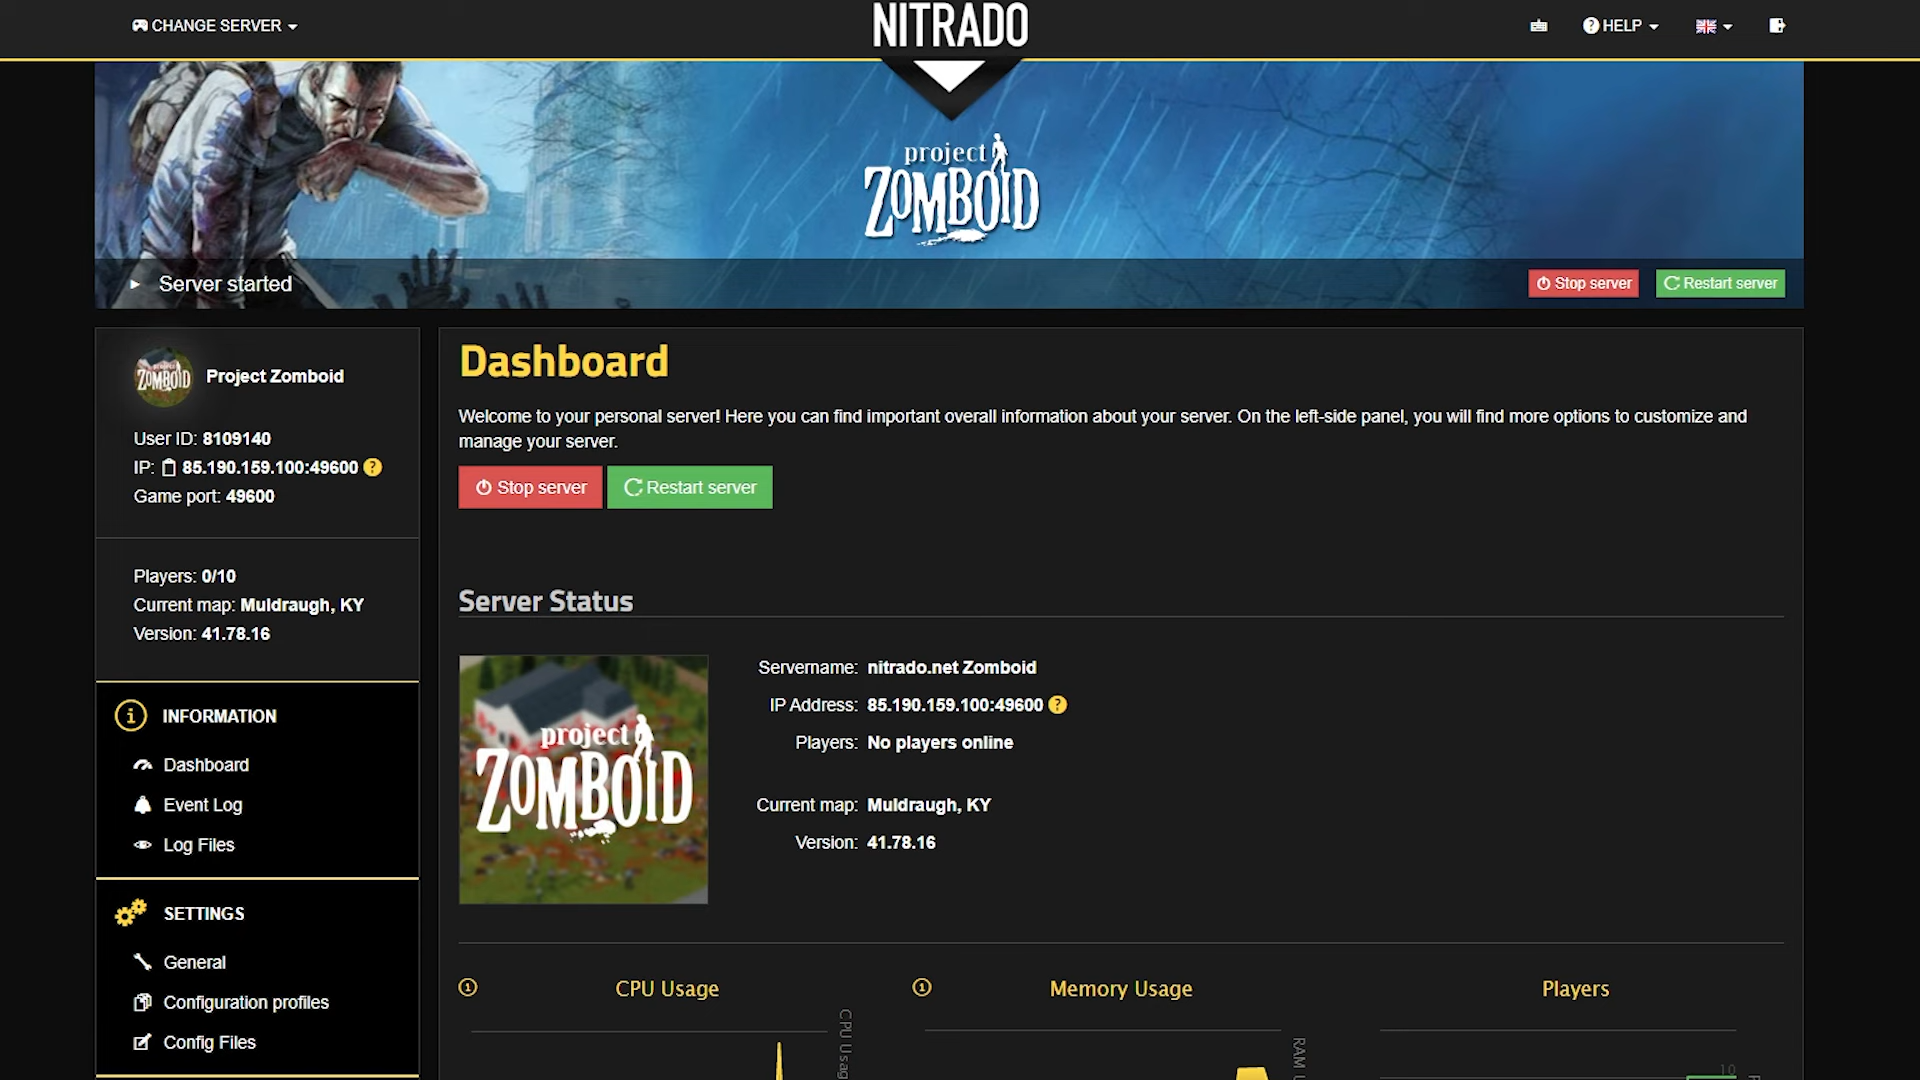 CHANGE SERVER
NITRADO
HELP
project
ZOMBOID
Server started
Stop server
Restart server
ZOMBOID
Project Zomboid
User ID: 8109140
IP: 85.190.159.100:49600 ?
Game port: 49600
Players: 0/10
Current map: Muldraugh, KY
Version: 41.78.16
INFORMATION
Dashboard
Event Log
Log Files
SETTINGS
General
Configuration profiles
Config Files
Dashboard
Welcome to your personal server! Here you can find important overall information about your server. On the left-side panel, you will find more options to customize and
manage your server.
Stop server
Restart server
Server Status
project
ZOMBOID
Servername: nitrado.net Zomboid
IP Address: 85.190.159.100:49600 ?
Players: No players online
Current map: Muldraugh, KY
Version: 41.78.16
CPU Usage
Memory Usage
Players
CPU Usag
RAM
10